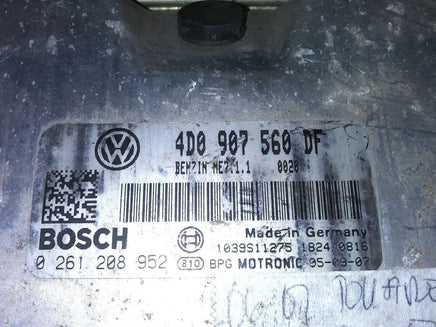 4D0 907 560 DF
BENZIN ME7.1.1 0020
Made in Germany
BOSCH
1039S11275 1824 0816
0 261 208 952 810 BPG MOTRONIC 05-09-07